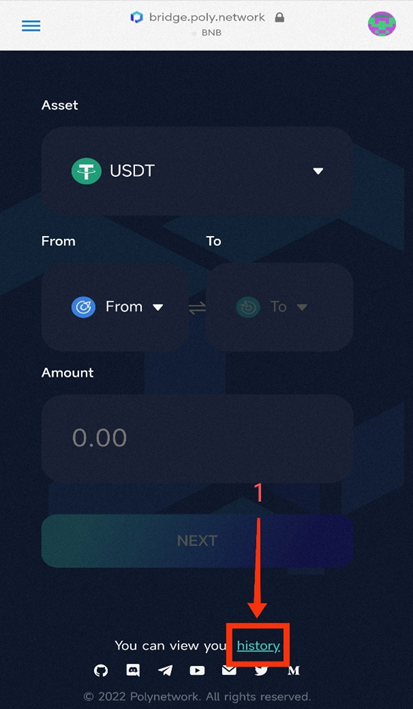 bridge.poly.network
BNB
Asset
USDT
From To
From To
Amount
0.00
1
NEXT
You can view you history
© 2022 Polynetwork. All rights reserved.